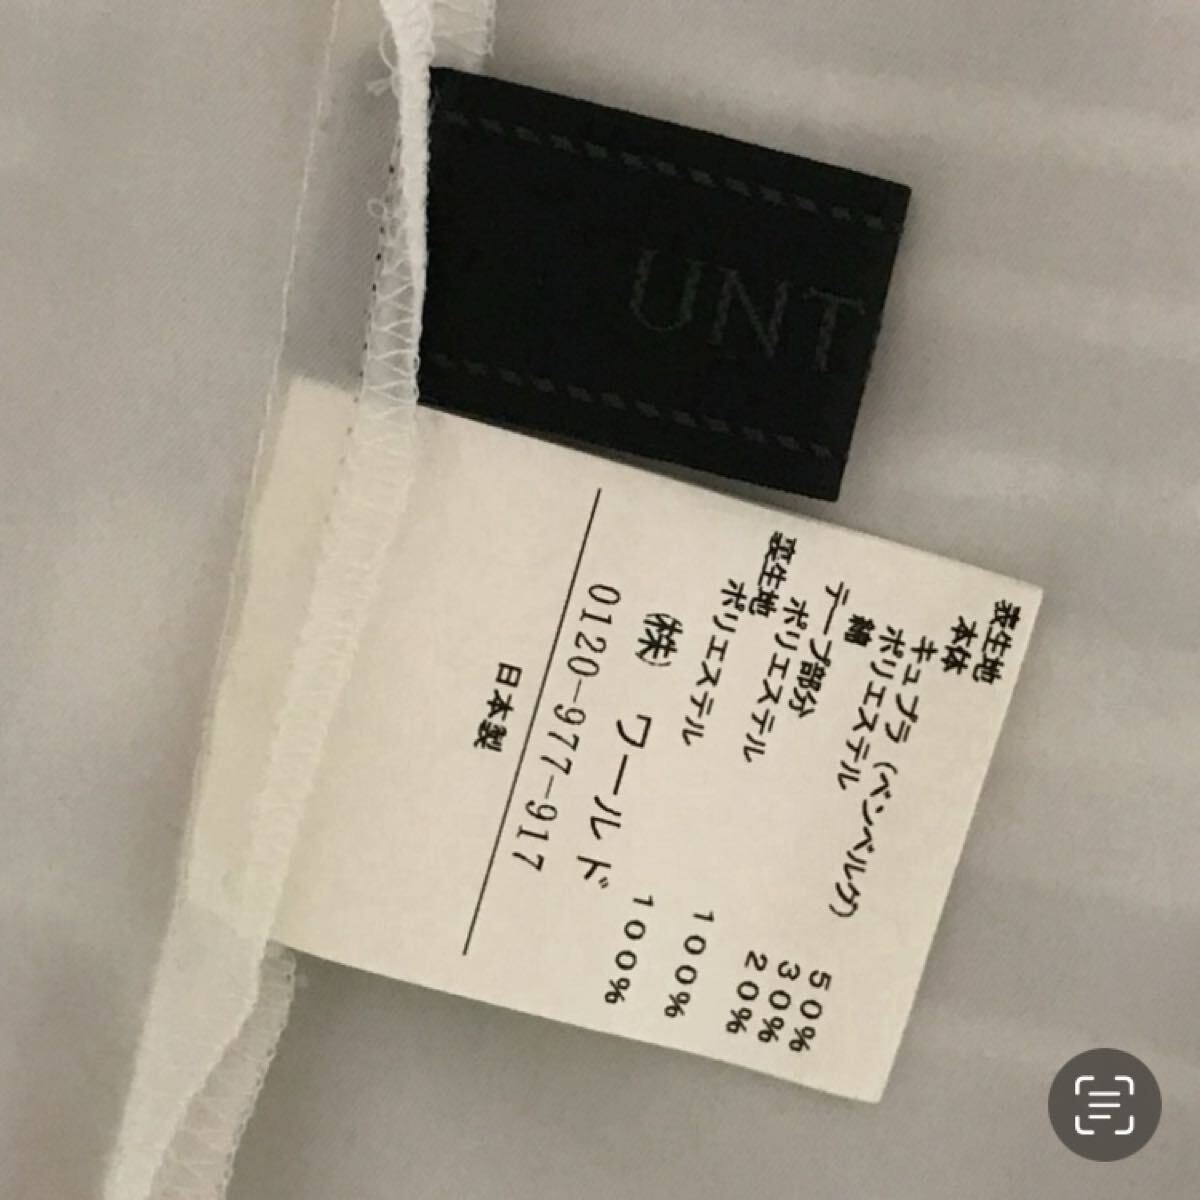 UNT
表生地
本体
キュプラ（ベンベルグ） 50%
ポリエステル 30%
綿 20%
テープ部分
ポリエステル 100%
裏生地
ポリエステル 100%
（株） ワールド
0120-977-917
日本製